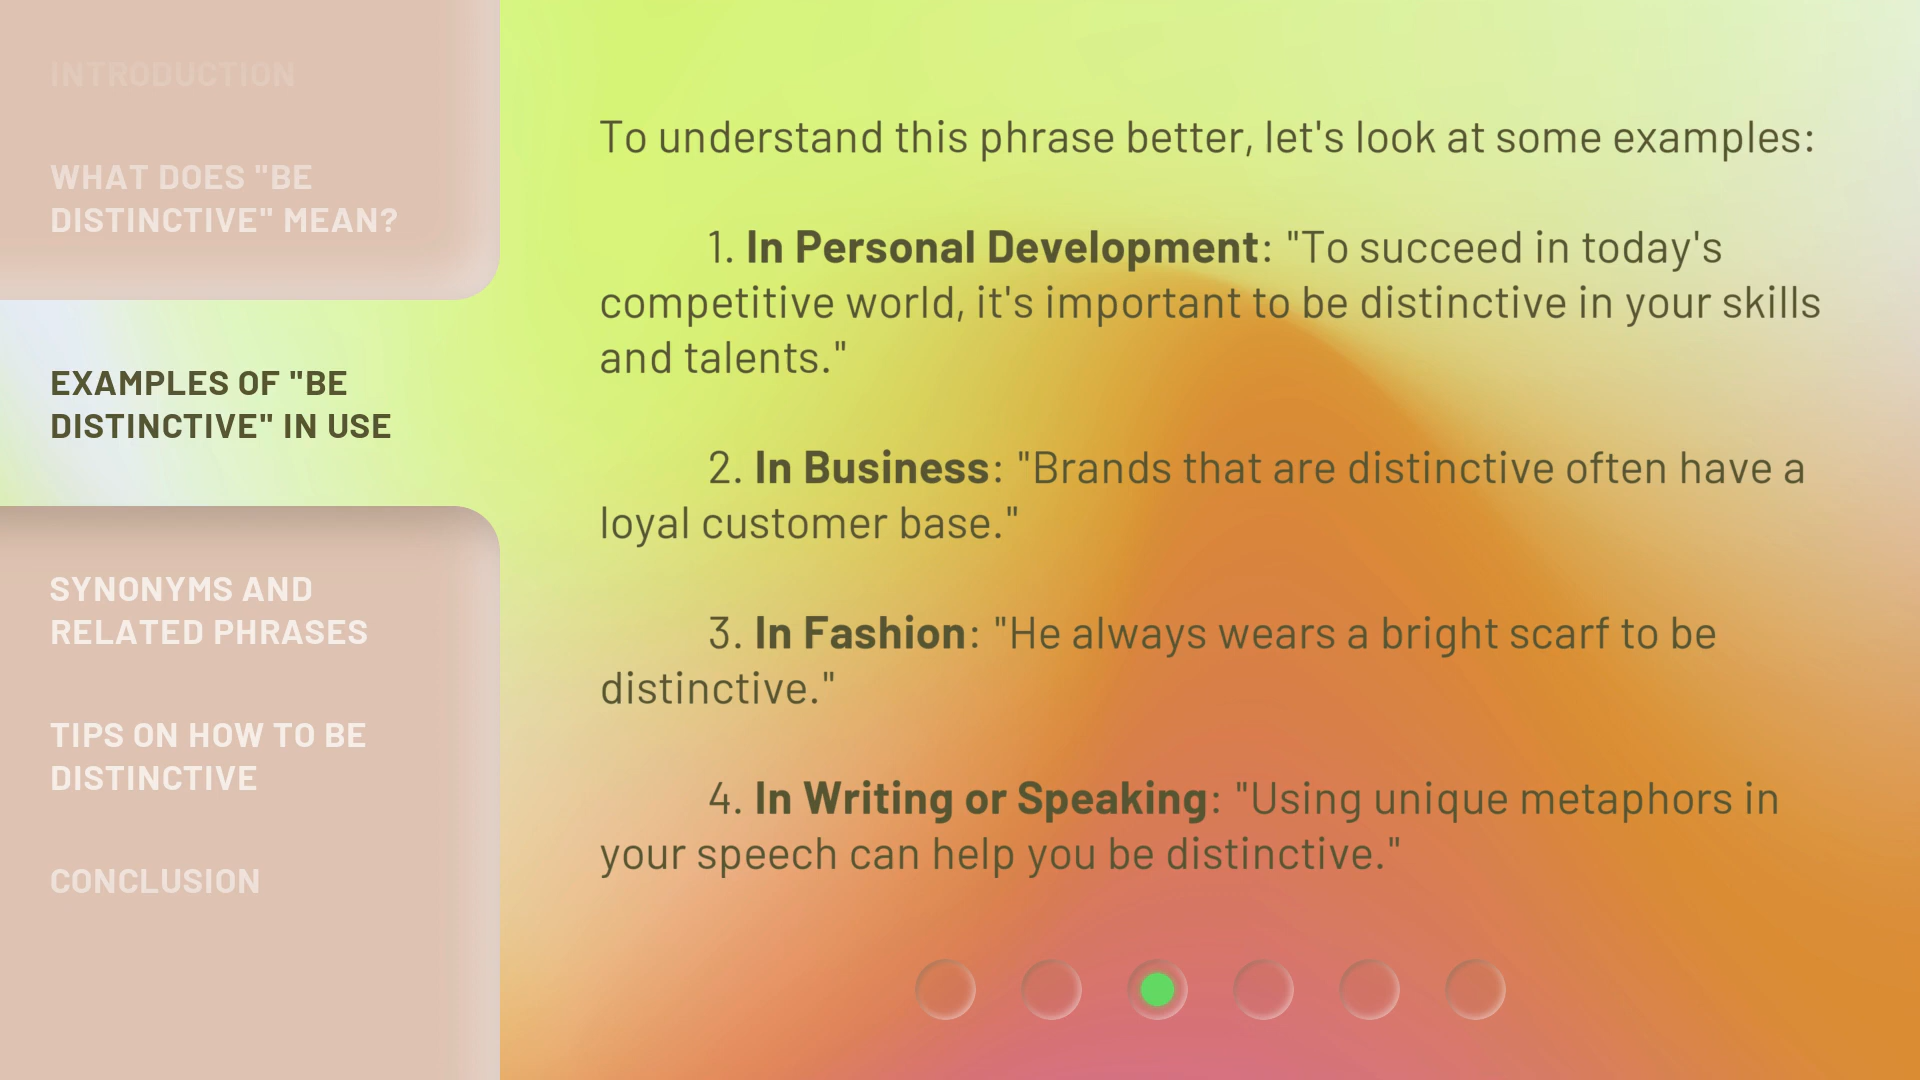 INTRODUCTION
WHAT DOES "BE
DISTINCTIVE" MEAN?
EXAMPLES OF "BE
DISTINCTIVE" IN USE
SYNONYMS AND
RELATED PHRASES
TIPS ON HOW TO BE
DISTINCTIVE
CONCLUSION
To understand this phrase better, let's look at some examples:
1. In Personal Development: "To succeed in today's
competitive world, it's important to be distinctive in your skills
and talents."
2. In Business: "Brands that are distinctive often have a
loyal customer base."
3. In Fashion: "He always wears a bright scarf to be
distinctive."
4. In Writing or Speaking: "Using unique metaphors in
your speech can help you be distinctive."